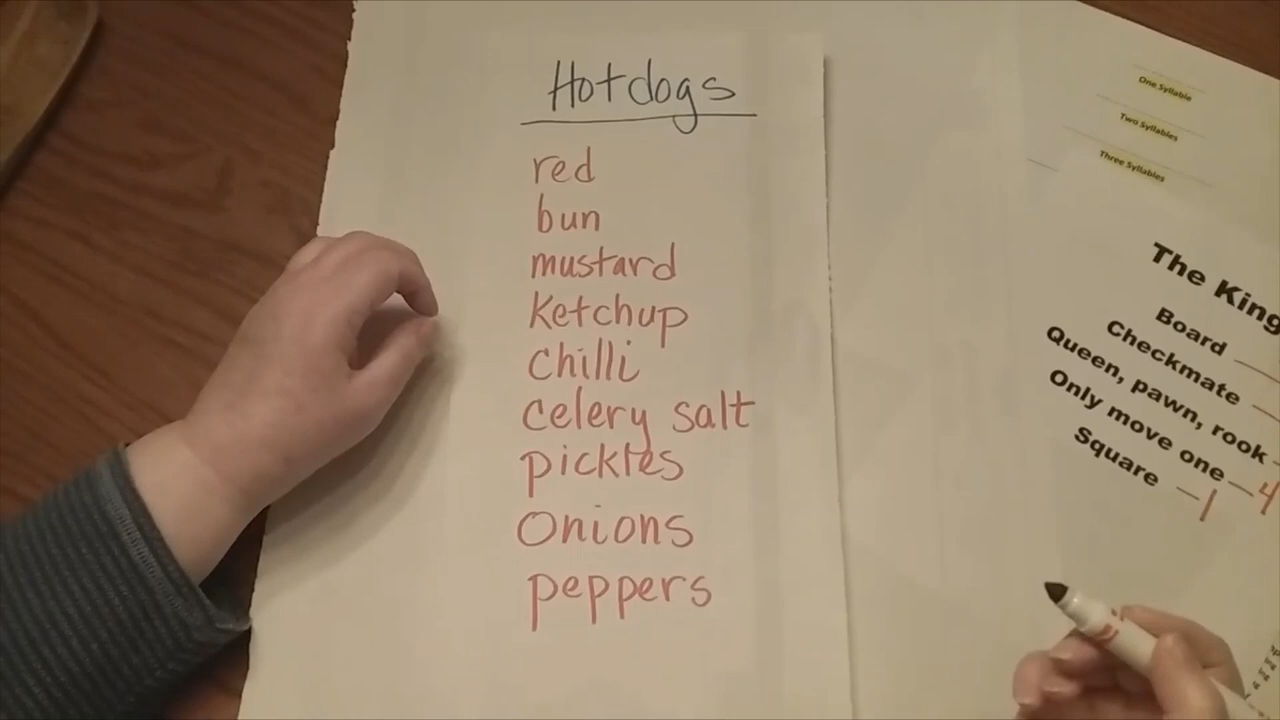 Hotdogs
red
bun
mustard
Ketchup
Chilli
celery salt
pickles
Onions
peppers
One Syllable
Two Syllables
Three Syllables
The King
Board
Checkmate
Queen, pawn, rook
Only move one 4
Square 1